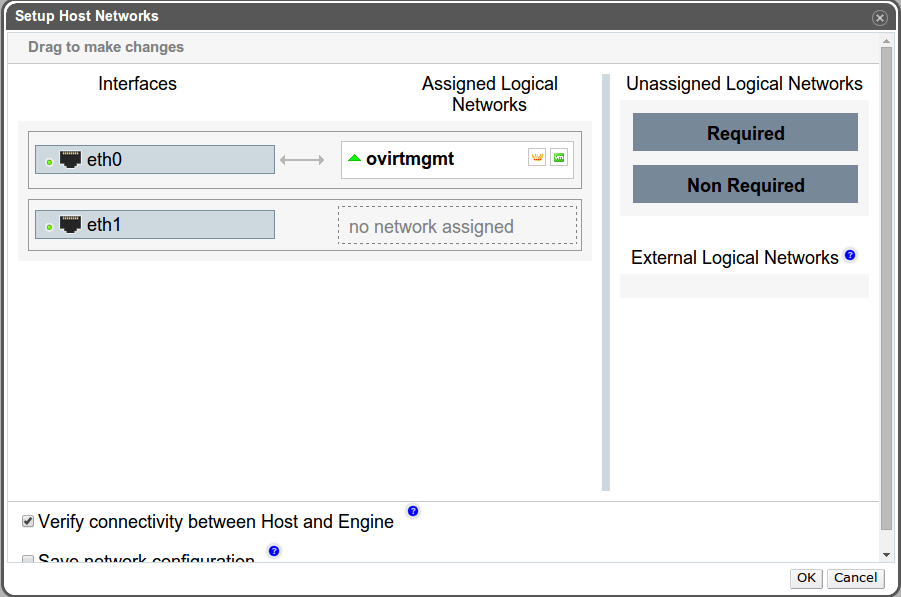 Setup Host Networks
Drag to make changes
Interfaces
Assigned Logical
Networks
Unassigned Logical Networks
eth0
ovirtmgmt
vm
Required
Non Required
eth1
no network assigned
External Logical Networks ?
Verify connectivity between Host and Engine ?
Save network configuration ?
OK
Cancel